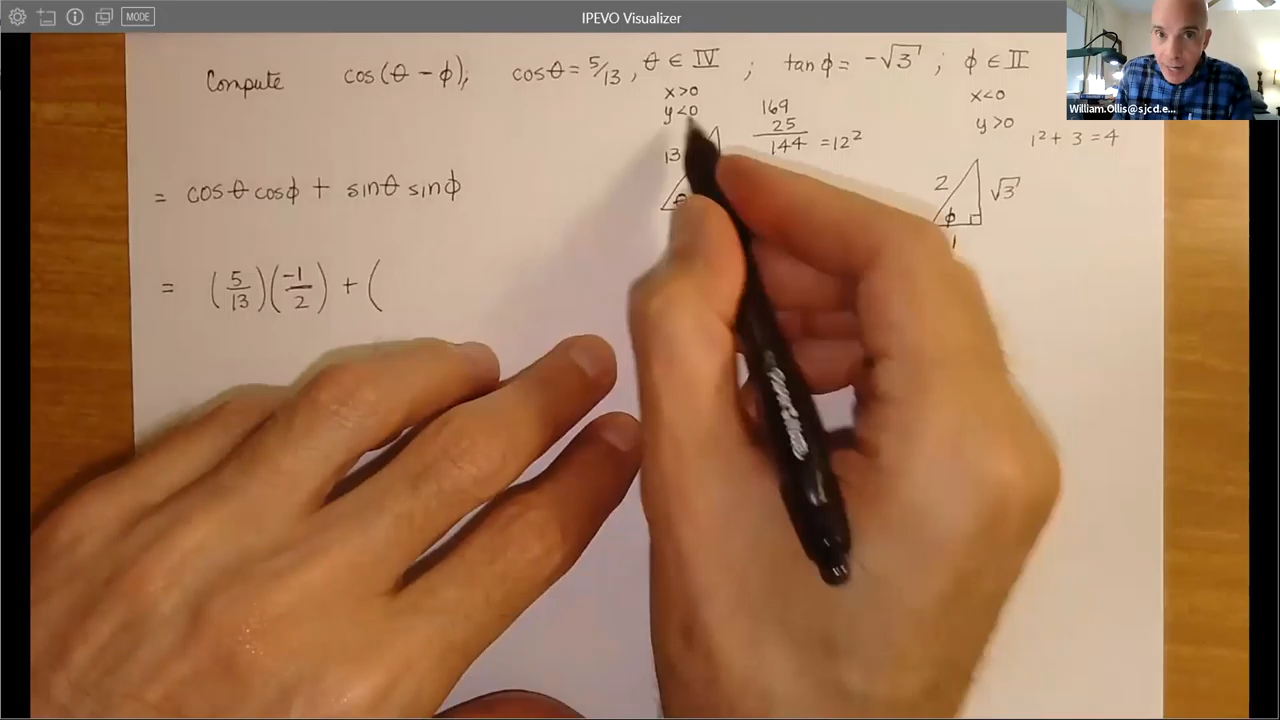 MODE
IPEVO Visualizer
William.Ollis@sjcd.e...
Compute cos(θ − ϕ), cosθ = 5/13, θ ∈ IV ; tanϕ = −√3 ; ϕ ∈ II
x>0
y<0
169
25
144 = 12²
13
θ
x<0
y>0
1² + 3 = 4
2
√3
ϕ
1
= cosθ cosϕ + sinθ sinϕ
= (5/13)(−1/2) + (